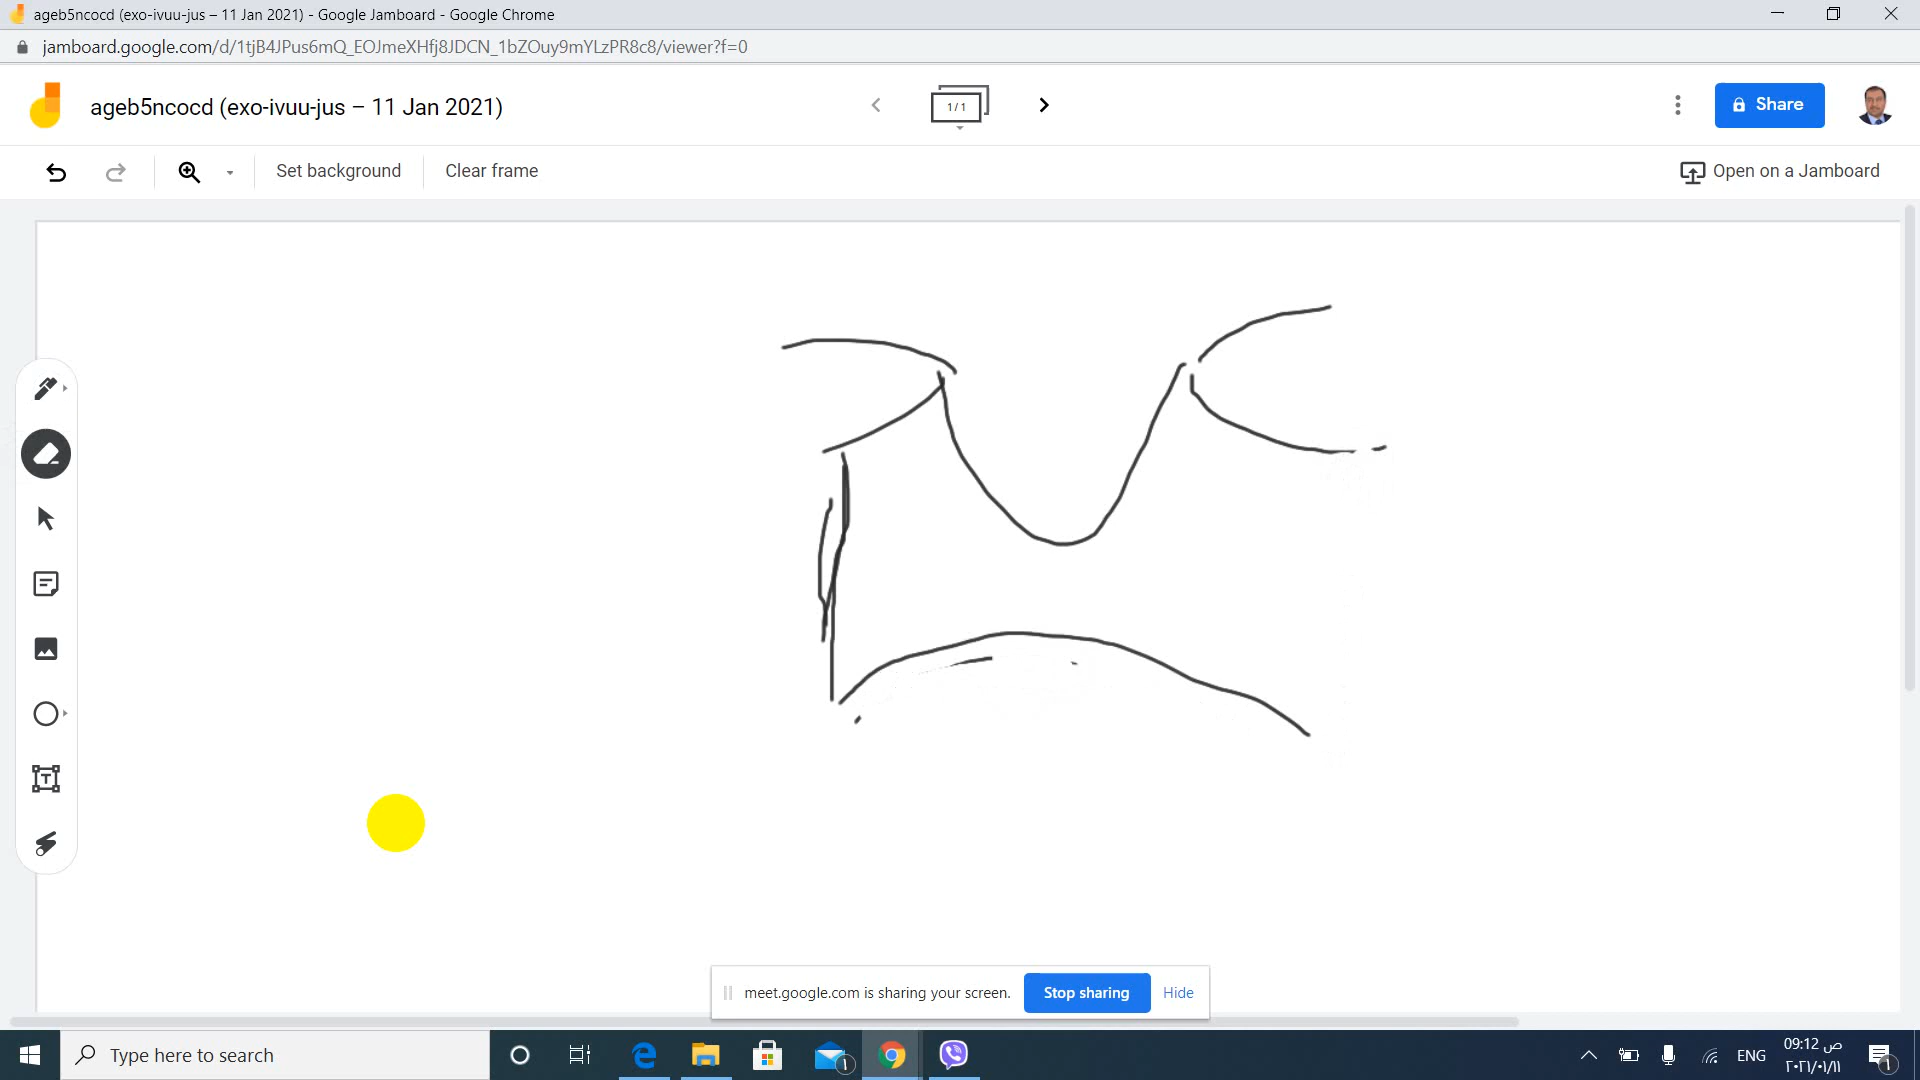 ageb5ncocd (exo-ivuu-jus – 11 Jan 2021) - Google Jamboard - Google Chrome
jamboard.google.com/d/1tjB4JPus6mQ_EOJmeXHfj8JDCN_1bZOuy9mYLzPR8c8/viewer?f=0
ageb5ncocd (exo-ivuu-jus – 11 Jan 2021)
1/1
Share
Set background
Clear frame
Open on a Jamboard
meet.google.com is sharing your screen.
Stop sharing
Hide
Type here to search
١
ENG
09:12 ص
٢٠٢١/٠١/١١
١